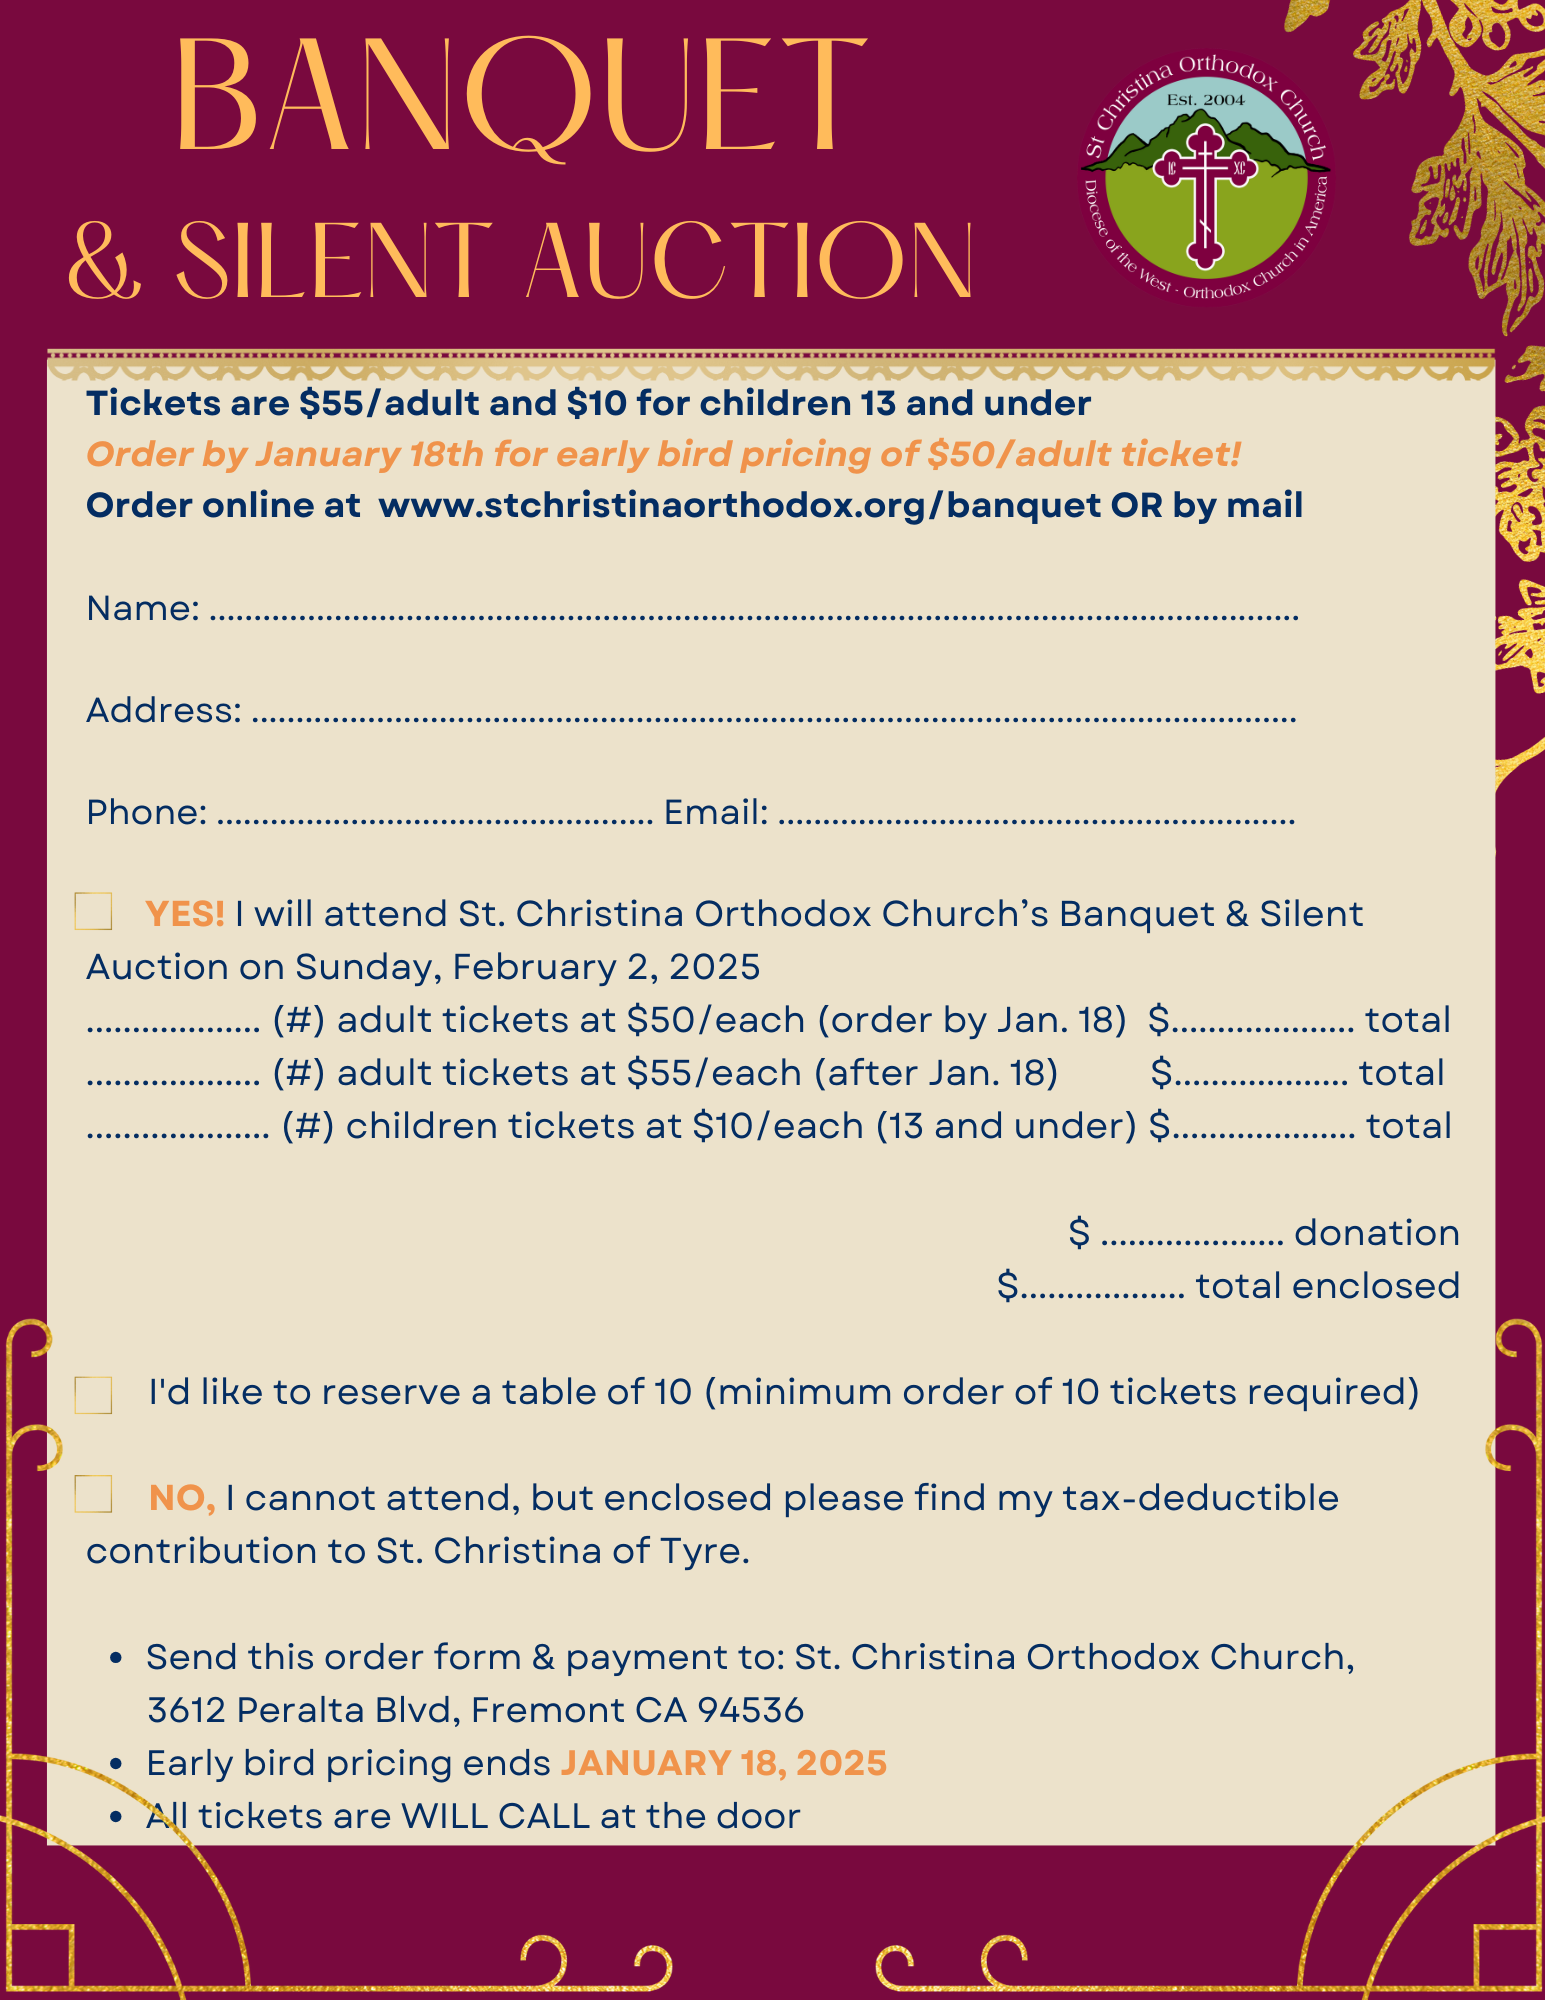 BANQUET
& SILENT AUCTION
St Christina Orthodox Church
Est. 2004
IC XC
Diocese of the West - Orthodox Church in America
Tickets are $55/adult and $10 for children 13 and under
Order by January 18th for early bird pricing of $50/adult ticket!
Order online at www.stchristinaorthodox.org/banquet OR by mail
Name: ............................................................................................................................
Address: .......................................................................................................................
Phone: .................................................. Email: ...........................................................
YES! I will attend St. Christina Orthodox Church’s Banquet & Silent
Auction on Sunday, February 2, 2025
................... (#) adult tickets at $50/each (order by Jan. 18) $.................... total
................... (#) adult tickets at $55/each (after Jan. 18) $................... total
.................... (#) children tickets at $10/each (13 and under) $.................... total
$ .................... donation
$.................. total enclosed
I'd like to reserve a table of 10 (minimum order of 10 tickets required)
NO, I cannot attend, but enclosed please find my tax-deductible
contribution to St. Christina of Tyre.
• Send this order form & payment to: St. Christina Orthodox Church,
3612 Peralta Blvd, Fremont CA 94536
• Early bird pricing ends JANUARY 18, 2025
• All tickets are WILL CALL at the door